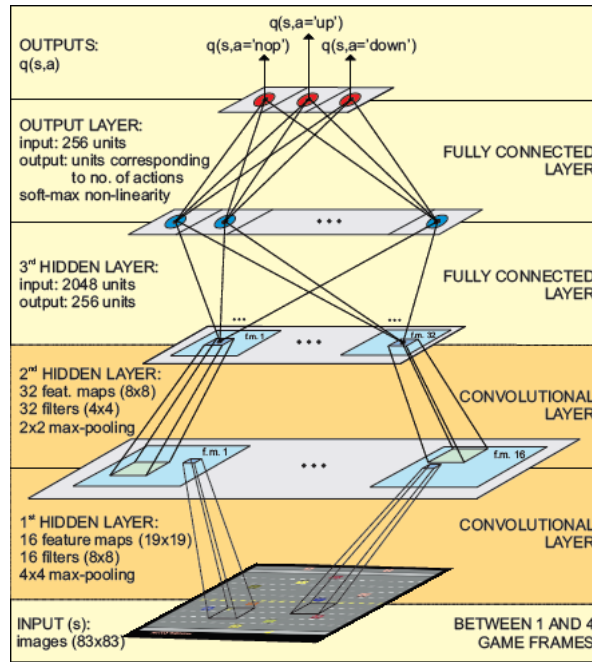 q(s,a='up')
q(s,a='nop')
q(s,a='down')
OUTPUTS:
q(s,a)
OUTPUT LAYER:
input: 256 units
output: units corresponding
to no. of actions
soft-max non-linearity
FULLY CONNECTED
LAYER
3rd HIDDEN LAYER:
input: 2048 units
output: 256 units
FULLY CONNECTED
LAYER
...
...
...
f.m. 1
...
f.m. 32
2nd HIDDEN LAYER:
32 feat. maps (8x8)
32 filters (4x4)
2x2 max-pooling
CONVOLUTIONAL
LAYER
f.m. 1
...
f.m. 16
1st HIDDEN LAYER:
16 feature maps (19x19)
16 filters (8x8)
4x4 max-pooling
CONVOLUTIONAL
LAYER
INPUT (s):
images (83x83)
BETWEEN 1 AND 4
GAME FRAMES